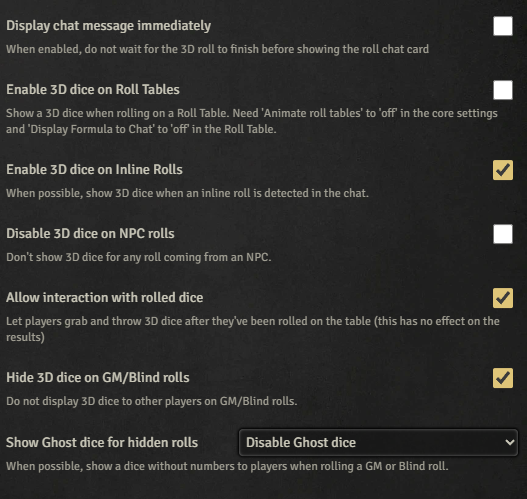 Display chat message immediately
When enabled, do not wait for the 3D roll to finish before showing the roll chat card
Enable 3D dice on Roll Tables
Show a 3D dice when rolling on a Roll Table. Need 'Animate roll tables' to 'off' in the core settings
and 'Display Formula to Chat' to 'off' in the Roll Table.
Enable 3D dice on Inline Rolls
When possible, show 3D dice when an inline roll is detected in the chat.
Disable 3D dice on NPC rolls
Don't show 3D dice for any roll coming from an NPC.
Allow interaction with rolled dice
Let players grab and throw 3D dice after they've been rolled on the table (this has no effect on the
results)
Hide 3D dice on GM/Blind rolls
Do not display 3D dice to other players on GM/Blind rolls.
Show Ghost dice for hidden rolls
Disable Ghost dice
When possible, show a dice without numbers to players when rolling a GM or Blind roll.